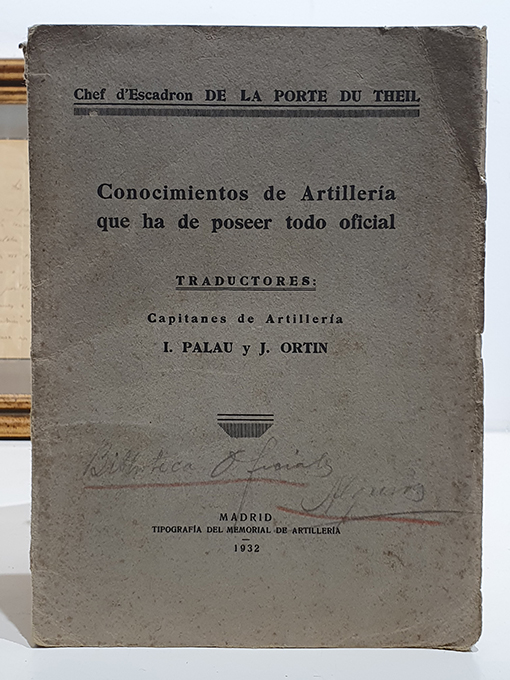 Chef d'Escadron DE LA PORTE DU THEIL
Conocimientos de Artillería
que ha de poseer todo oficial
TRADUCTORES:
Capitanes de Artillería
I. PALAU y J. ORTIN
Biblioteca Oficiales
MADRID
TIPOGRAFÍA DEL MEMORIAL DE ARTILLERÍA
1932